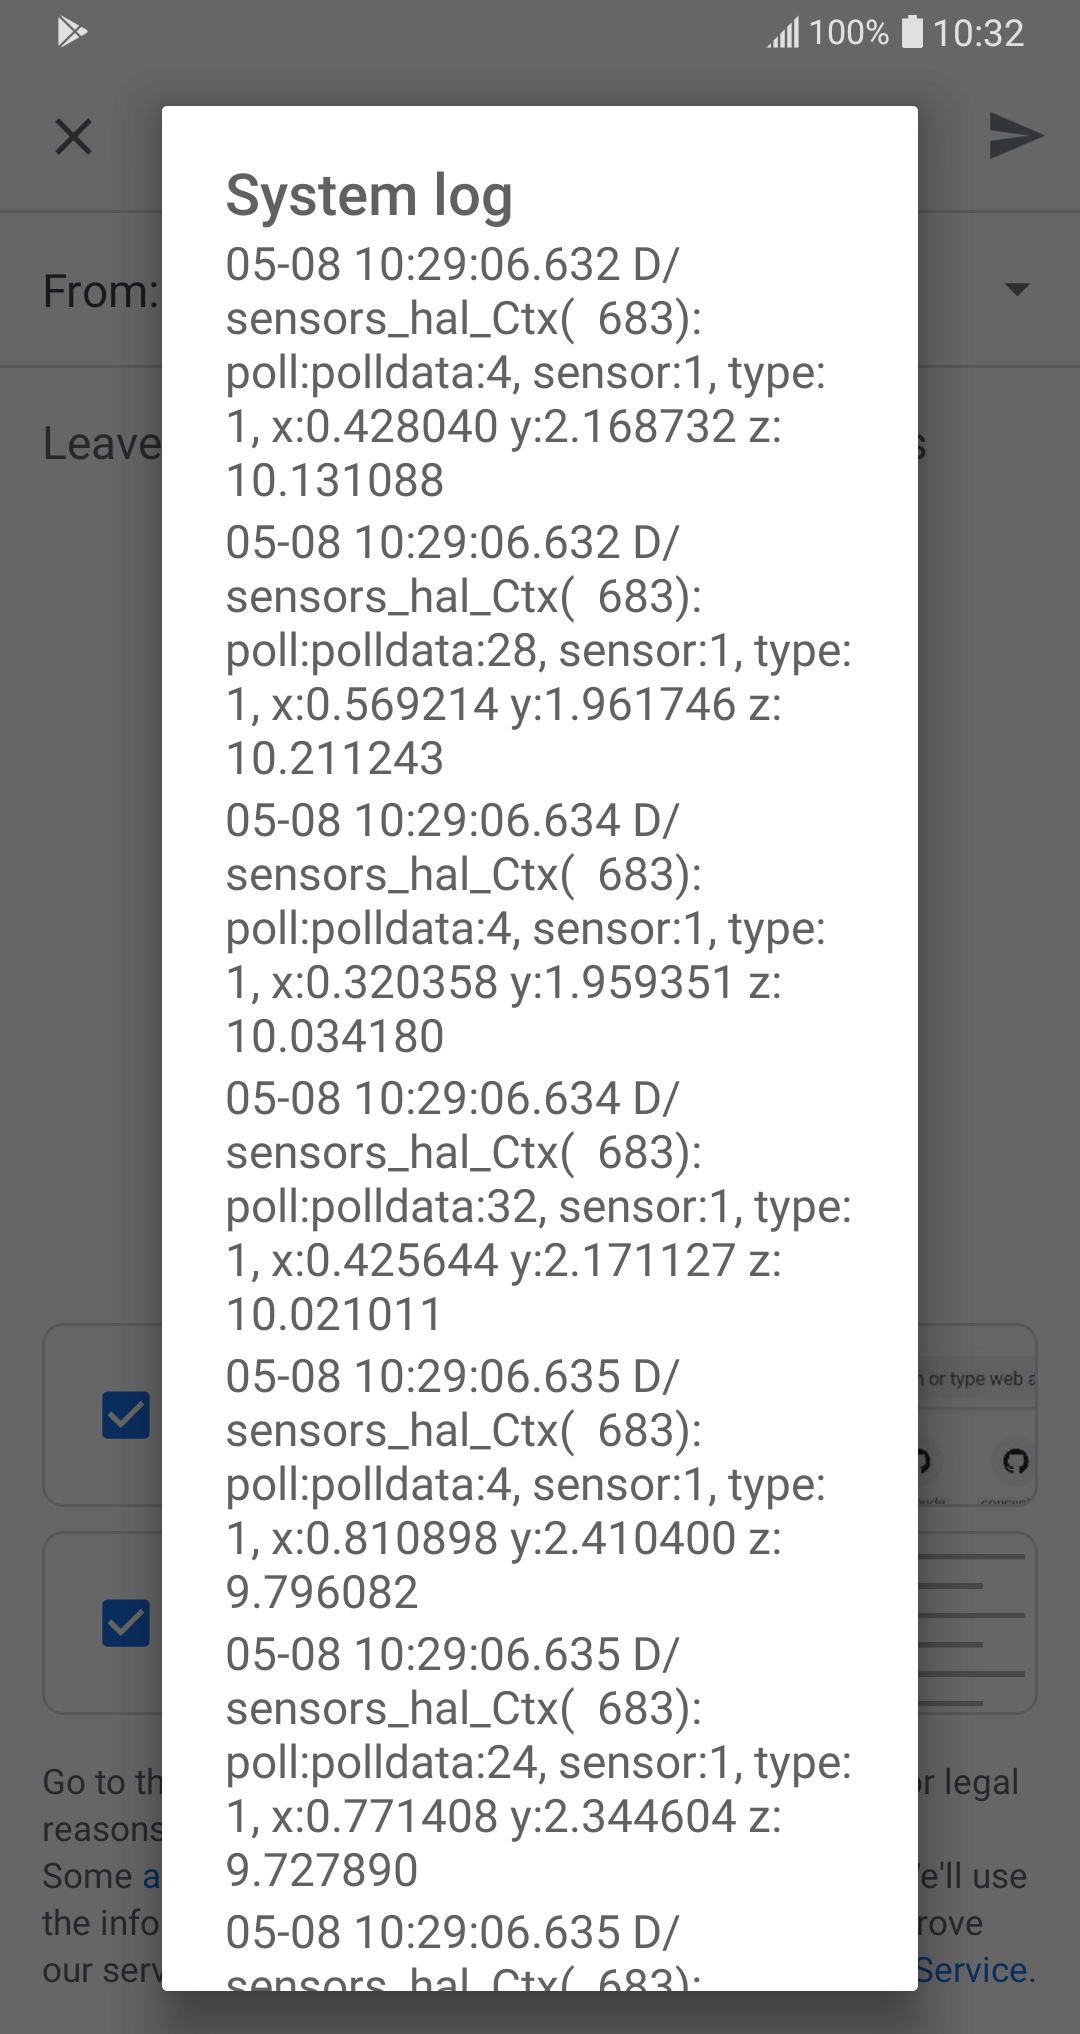 100% 10:32
System log
05-08 10:29:06.632 D/
sensors_hal_Ctx(  683):
poll:polldata:4, sensor:1, type:
1, x:0.428040 y:2.168732 z:
10.131088
05-08 10:29:06.632 D/
sensors_hal_Ctx(  683):
poll:polldata:28, sensor:1, type:
1, x:0.569214 y:1.961746 z:
10.211243
05-08 10:29:06.634 D/
sensors_hal_Ctx(  683):
poll:polldata:4, sensor:1, type:
1, x:0.320358 y:1.959351 z:
10.034180
05-08 10:29:06.634 D/
sensors_hal_Ctx(  683):
poll:polldata:32, sensor:1, type:
1, x:0.425644 y:2.171127 z:
10.021011
05-08 10:29:06.635 D/
sensors_hal_Ctx(  683):
poll:polldata:4, sensor:1, type:
1, x:0.810898 y:2.410400 z:
9.796082
05-08 10:29:06.635 D/
sensors_hal_Ctx(  683):
poll:polldata:24, sensor:1, type:
1, x:0.771408 y:2.344604 z:
9.727890
05-08 10:29:06.635 D/
sensors_hal_Ctx(  683):
From:
Leave
or type web a
Go to th
or legal
reasons
Some a
e'll use
the info
rove
our serv
Service.